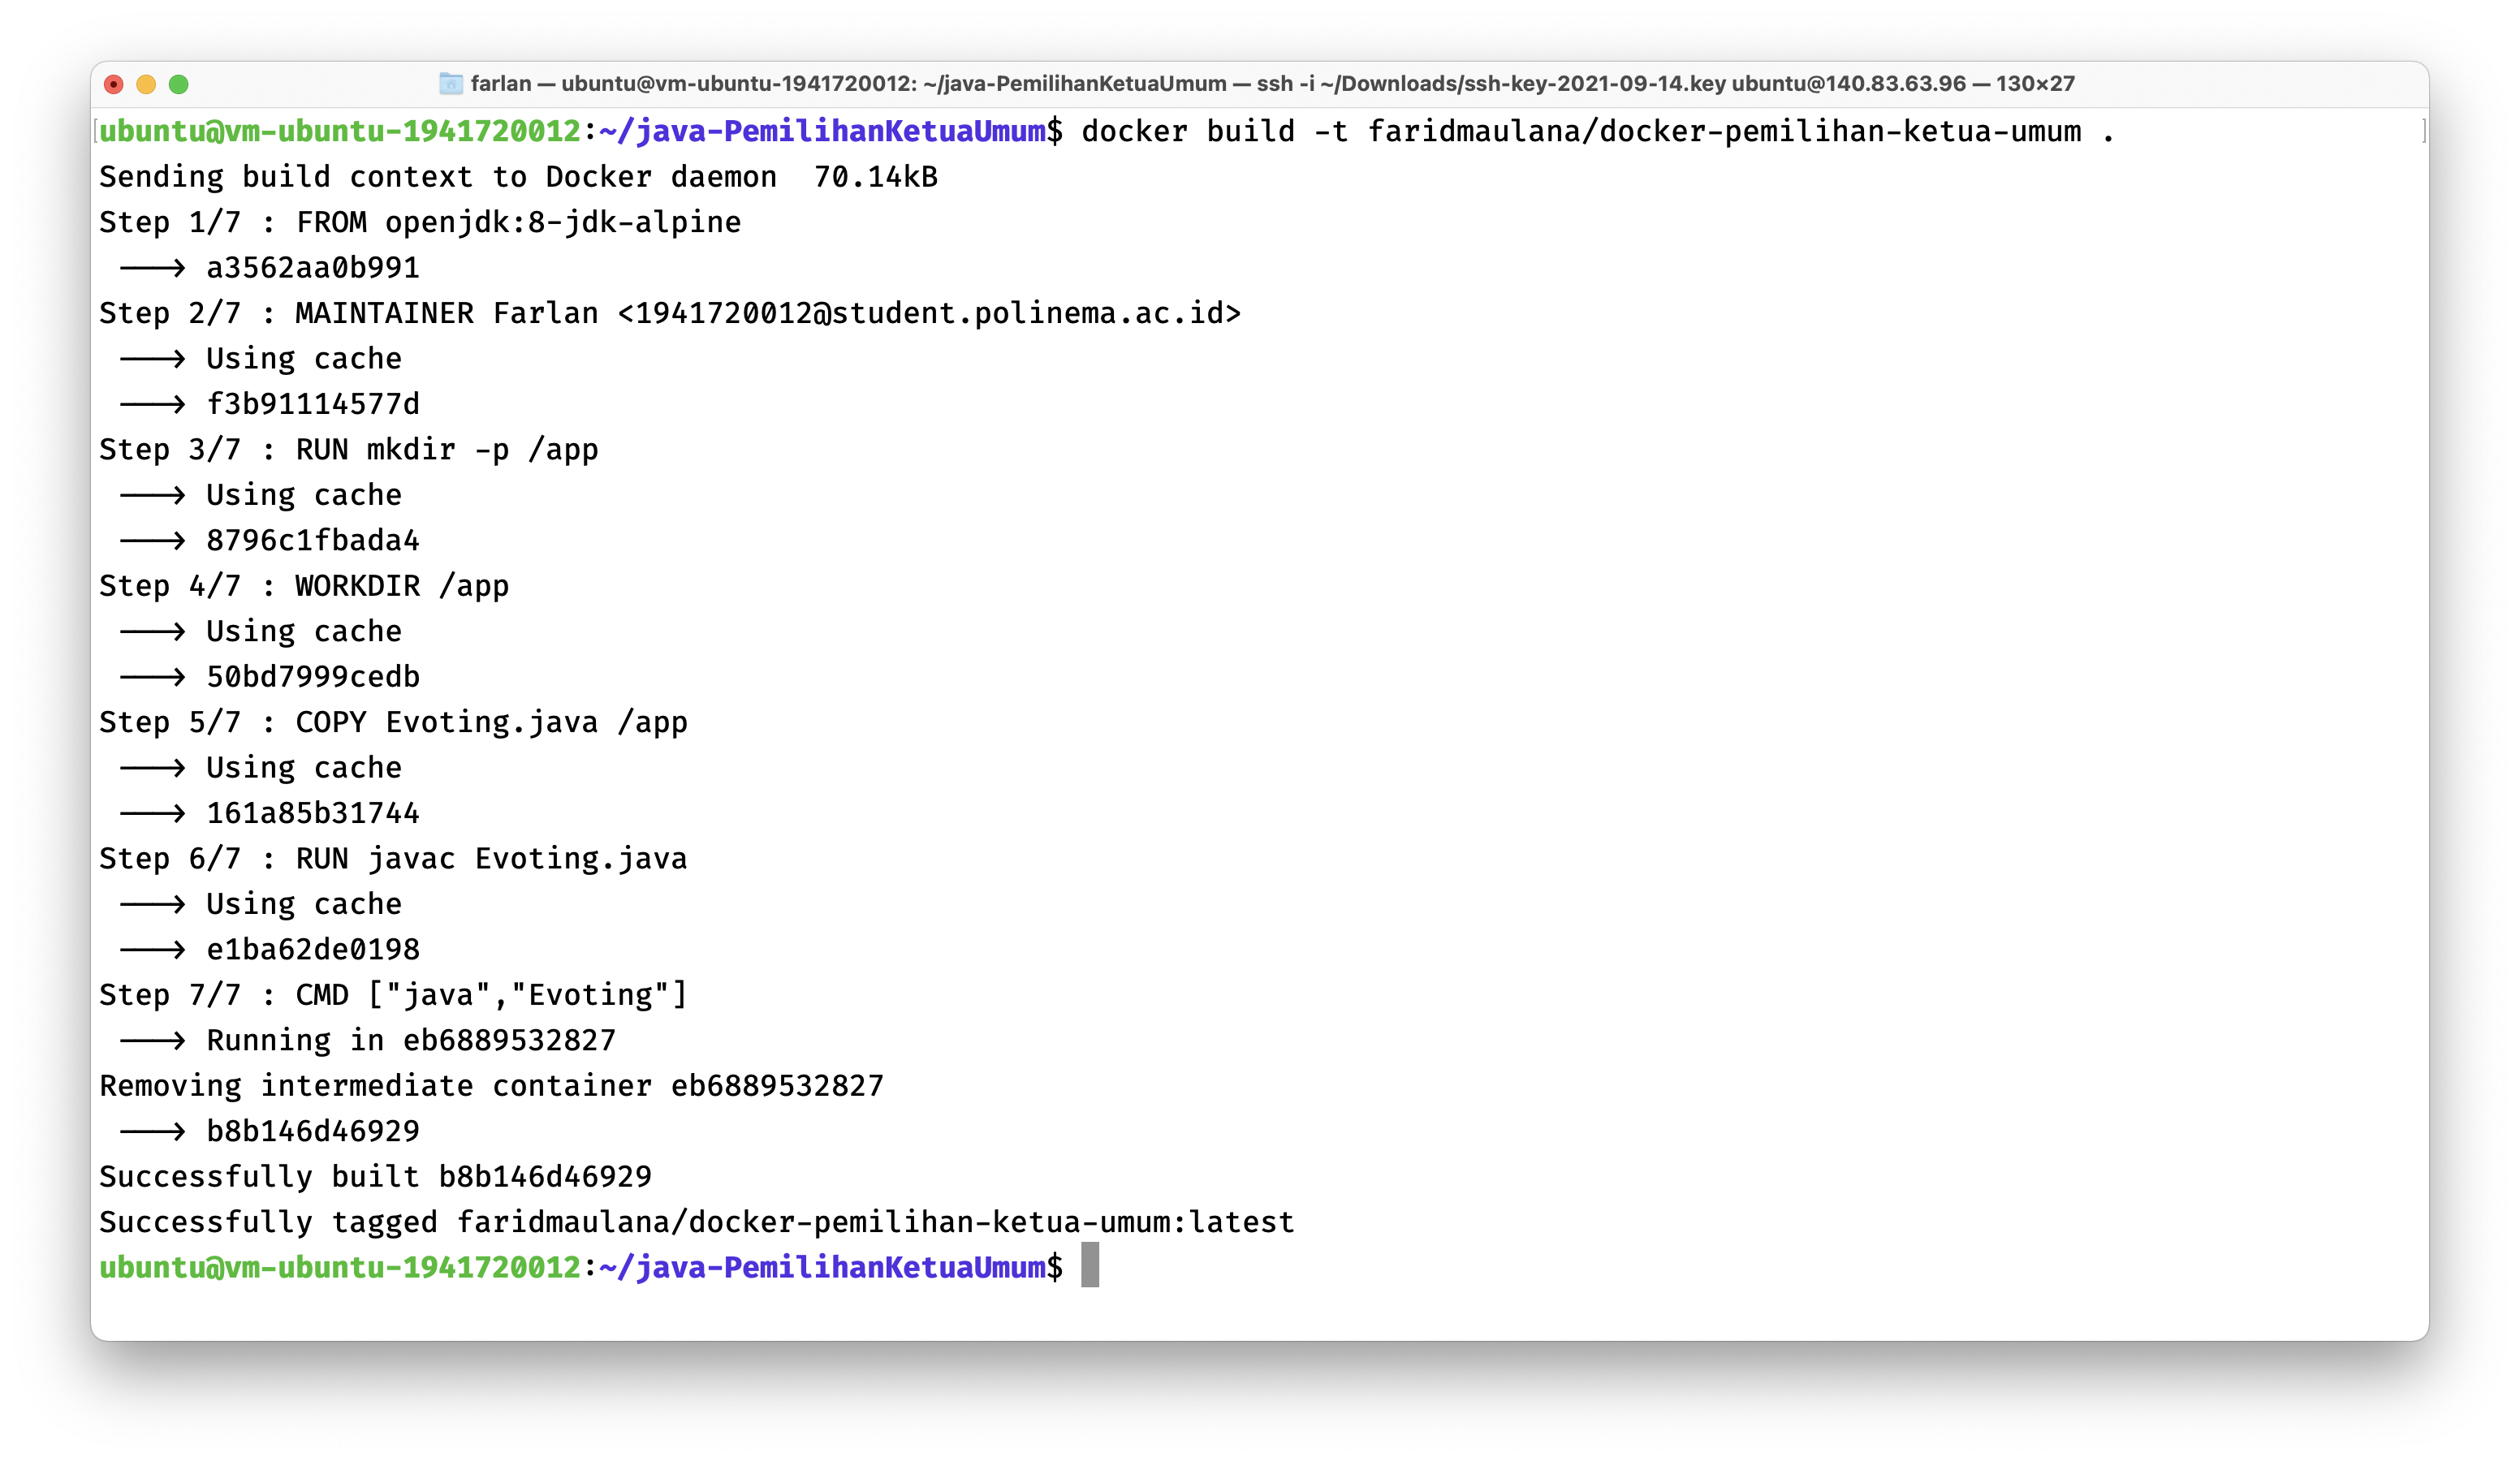 farlan — ubuntu@vm-ubuntu-1941720012: ~/java-PemilihanKetuaUmum — ssh -i ~/Downloads/ssh-key-2021-09-14.key ubuntu@140.83.63.96 — 130×27
[ubuntu@vm-ubuntu-1941720012:~/java-PemilihanKetuaUmum$ docker build -t faridmaulana/docker-pemilihan-ketua-umum . ]
Sending build context to Docker daemon  70.14kB
Step 1/7 : FROM openjdk:8-jdk-alpine
 ---> a3562aa0b991
Step 2/7 : MAINTAINER Farlan <1941720012@student.polinema.ac.id>
 ---> Using cache
 ---> f3b91114577d
Step 3/7 : RUN mkdir -p /app
 ---> Using cache
 ---> 8796c1fbada4
Step 4/7 : WORKDIR /app
 ---> Using cache
 ---> 50bd7999cedb
Step 5/7 : COPY Evoting.java /app
 ---> Using cache
 ---> 161a85b31744
Step 6/7 : RUN javac Evoting.java
 ---> Using cache
 ---> e1ba62de0198
Step 7/7 : CMD ["java","Evoting"]
 ---> Running in eb6889532827
Removing intermediate container eb6889532827
 ---> b8b146d46929
Successfully built b8b146d46929
Successfully tagged faridmaulana/docker-pemilihan-ketua-umum:latest
ubuntu@vm-ubuntu-1941720012:~/java-PemilihanKetuaUmum$